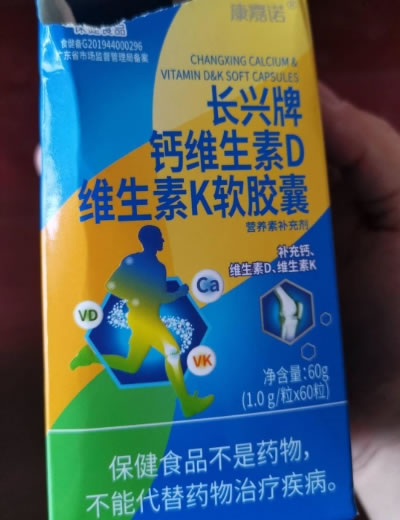 保健食品
食健备G201944000296
广东省市场监督管理局备案
康嘉诺®
CHANGXING CALCIUM &
VITAMIN D&K SOFT CAPSULES
长兴牌
钙维生素D
维生素K软胶囊
营养素补充剂
补充钙、
维生素D、维生素K
Ca
VD
VK
净含量:60g
(1.0 g/粒x60粒)
保健食品不是药物,
不能代替药物治疗疾病。